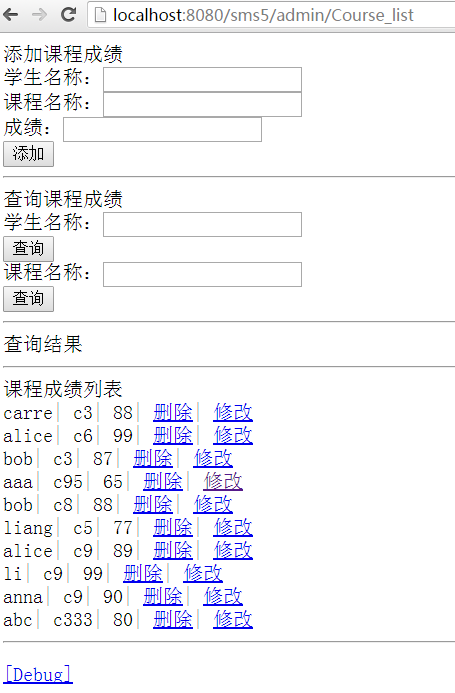 localhost:8080/sms5/admin/Course_list
添加课程成绩
学生名称：
课程名称：
成绩：
添加
查询课程成绩
学生名称：
查询
课程名称：
查询
查询结果
课程成绩列表
carre| c3| 88| 删除| 修改
alice| c6| 99| 删除| 修改
bob| c3| 87| 删除| 修改
aaa| c95| 65| 删除| 修改
bob| c8| 88| 删除| 修改
liang| c5| 77| 删除| 修改
alice| c9| 89| 删除| 修改
li| c9| 99| 删除| 修改
anna| c9| 90| 删除| 修改
abc| c333| 80| 删除| 修改
[Debug]